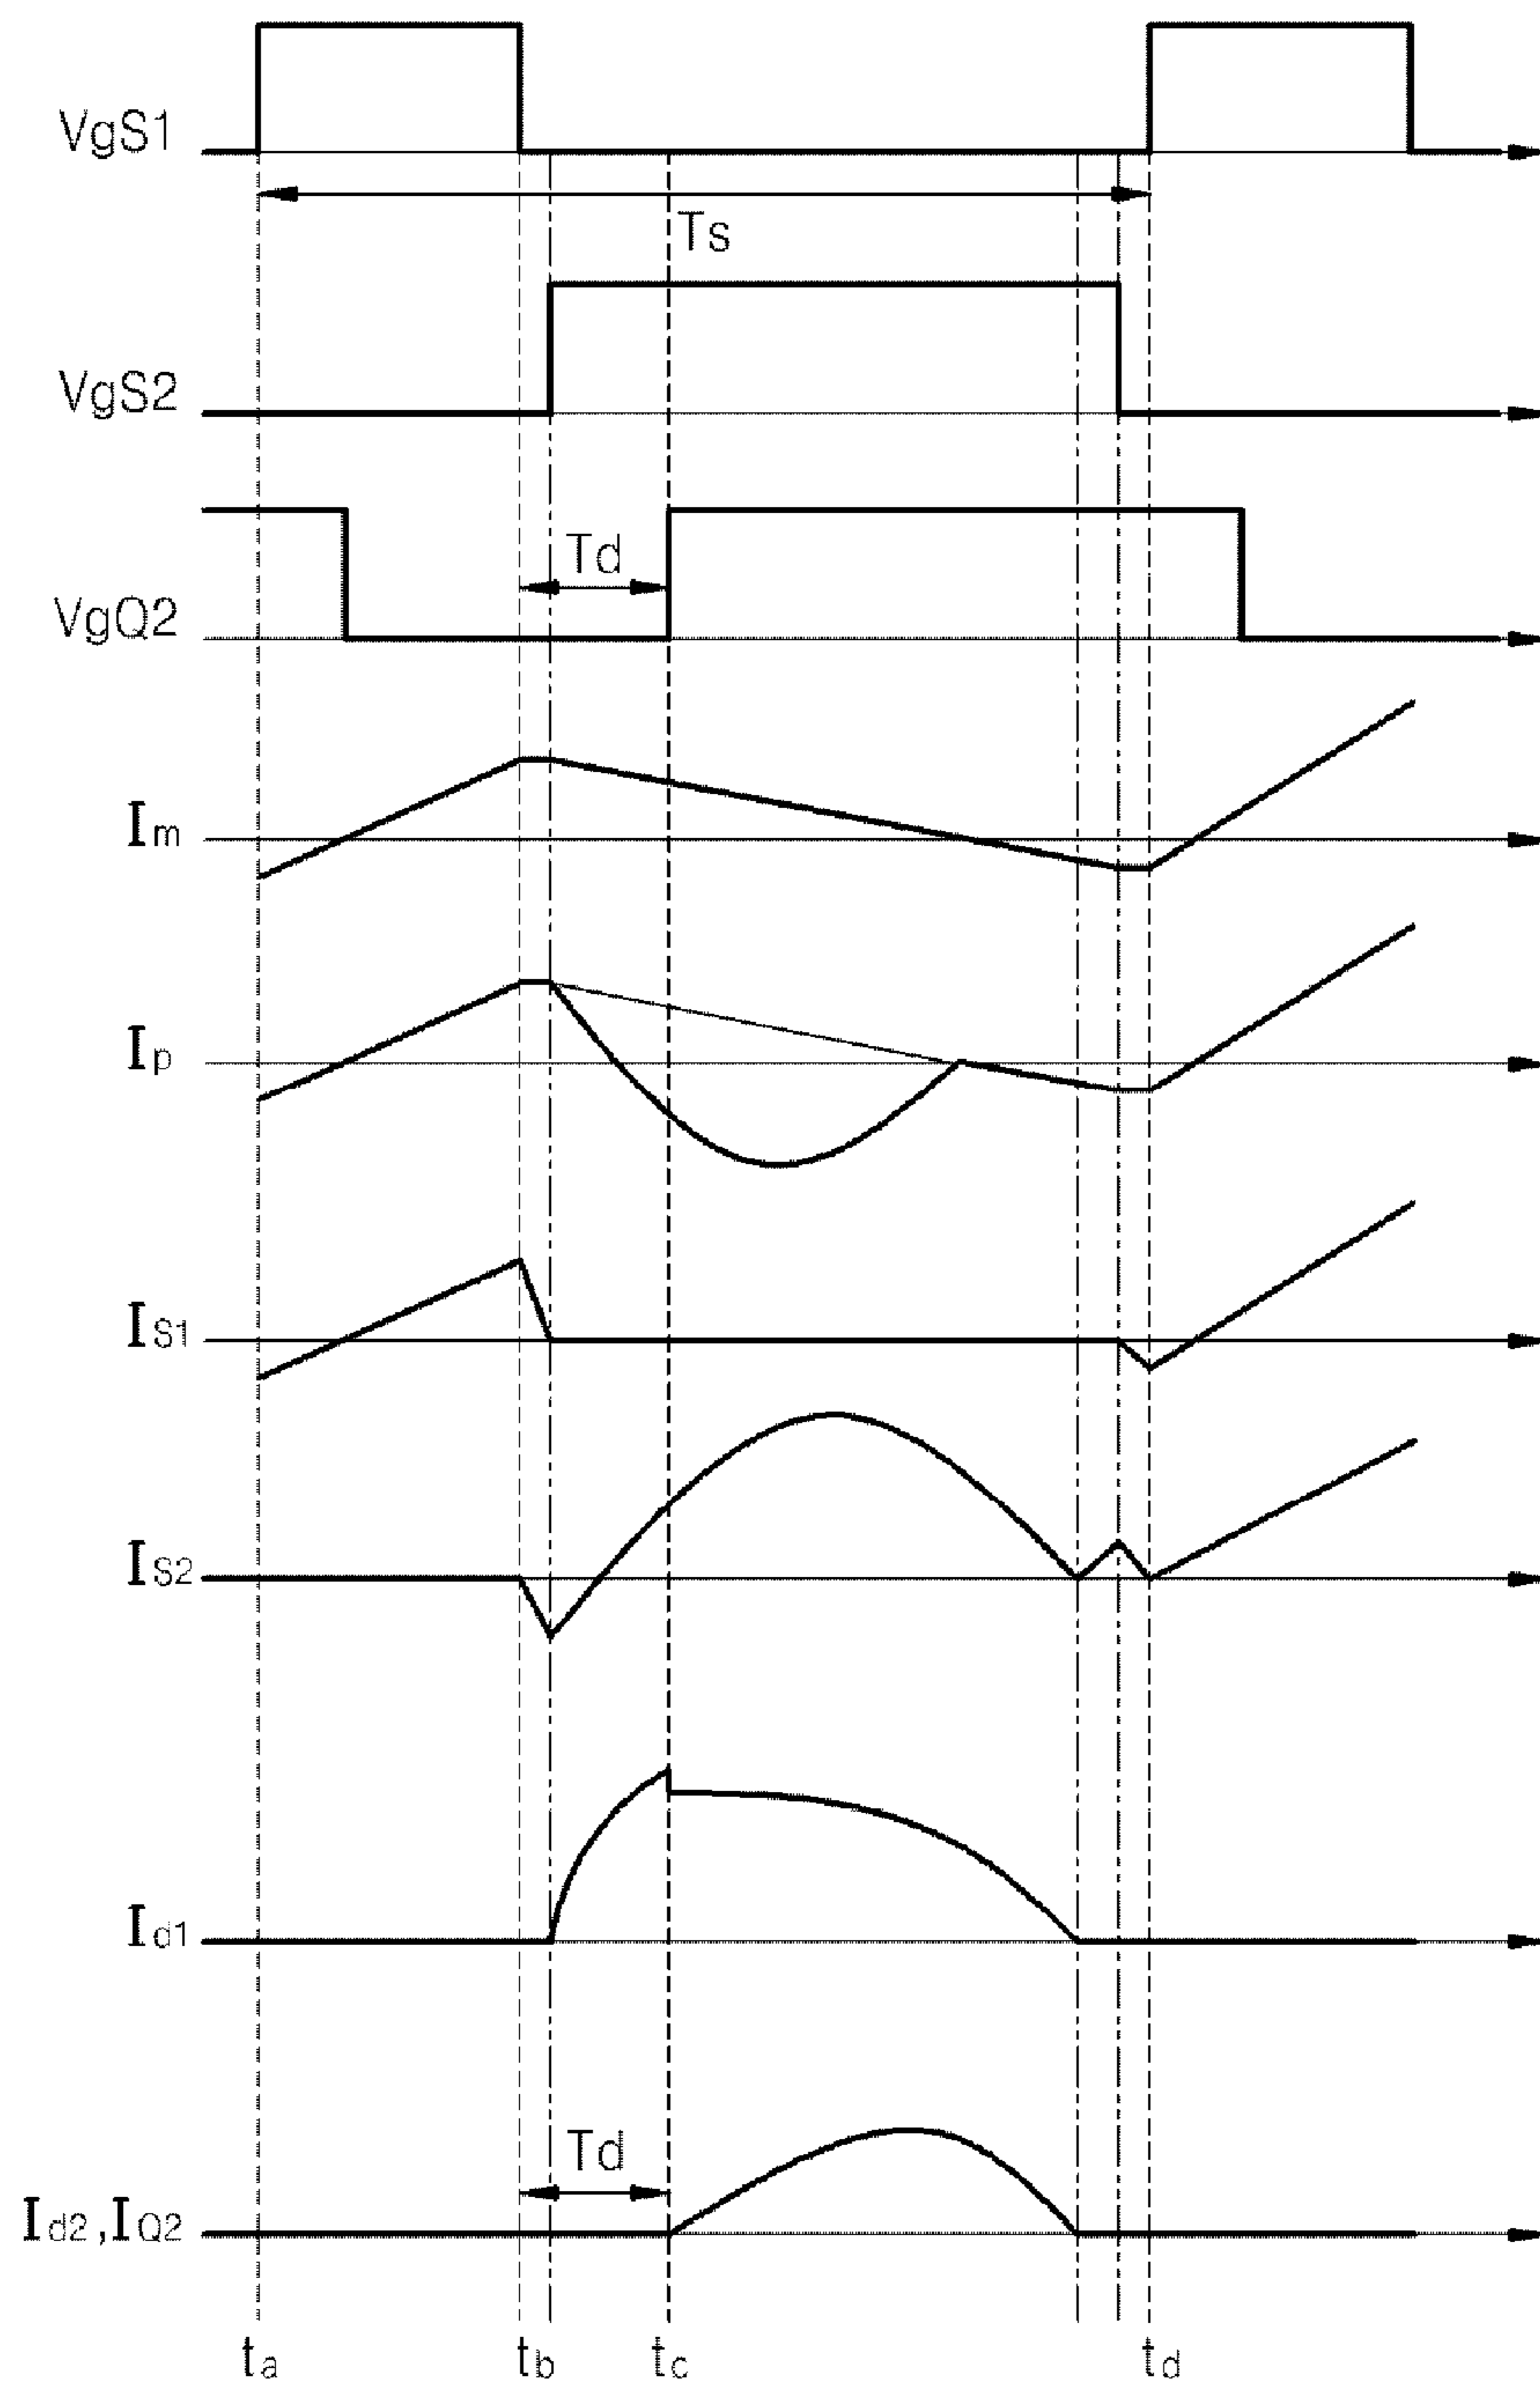 VgS1
Ts
VgS2
Td
VgQ2
Im
Ip
IS1
IS2
Id1
Td
Id2,IQ2
ta tb tc td